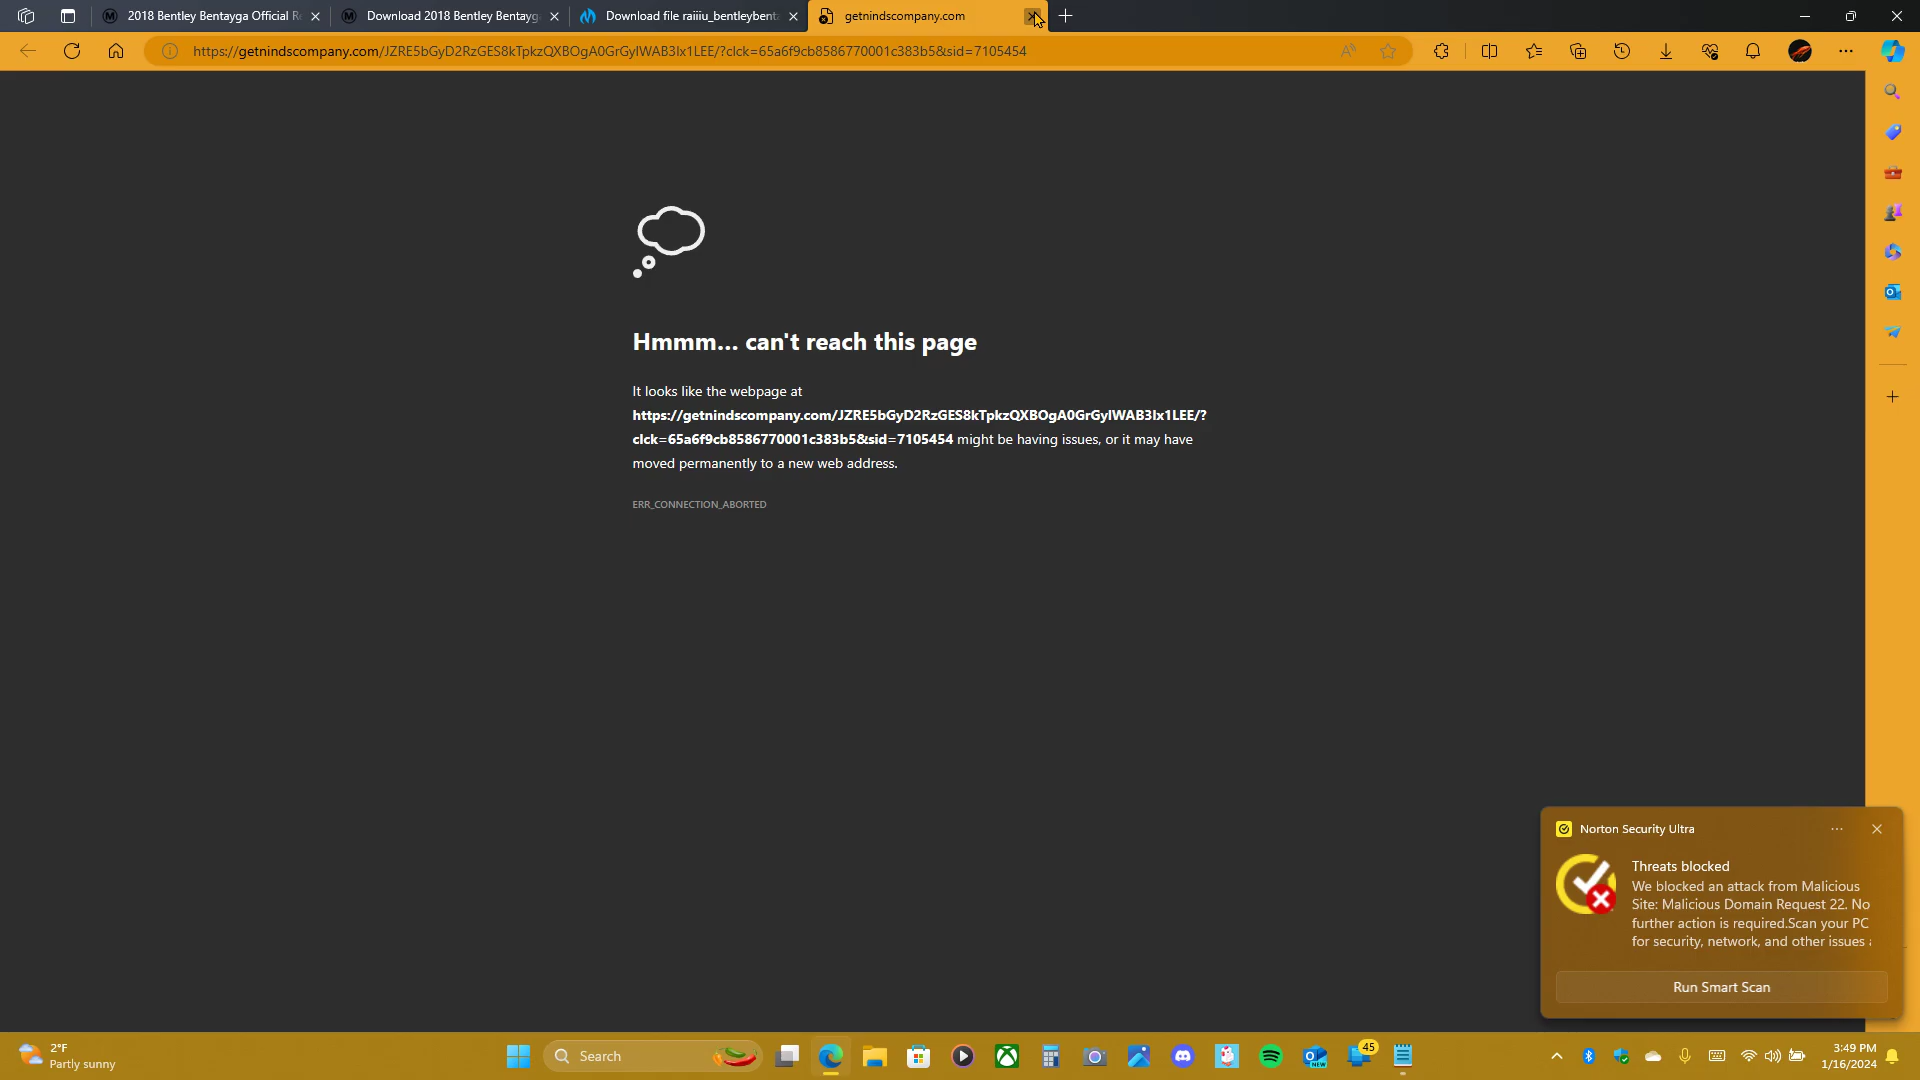 2018 Bentley Bentayga Official R
Download 2018 Bentley Bentayg
Download file raiiiu_bentleybent
getnindscompany.com
https://getnindscompany.com/JZRE5bGyD2RzGES8kTpkzQXBOgA0GrGyIWAB3Ix1LEE/?clck=65a6f9cb8586770001c383b5&sid=7105454
Hmmm... can't reach this page
It looks like the webpage at
https://getnindscompany.com/JZRE5bGyD2RzGES8kTpkzQXBOgA0GrGyIWAB3Ix1LEE/?
clck=65a6f9cb8586770001c383b5&sid=7105454 might be having issues, or it may have
moved permanently to a new web address.
ERR_CONNECTION_ABORTED
Norton Security Ultra
Threats blocked
We blocked an attack from Malicious
Site: Malicious Domain Request 22. No
further action is required.Scan your PC
for security, network, and other issues
Run Smart Scan
2°F
Partly sunny
Search
45
3:49 PM
1/16/2024